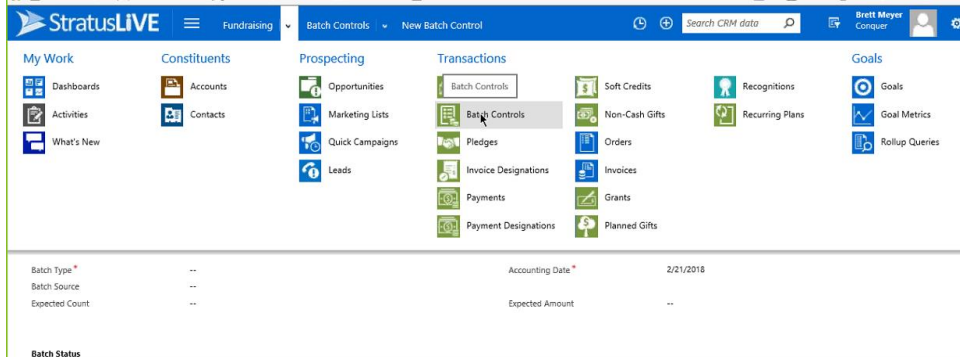 StratusLIVE
Fundraising
Batch Controls
New Batch Control
Search CRM data
Brett Meyer
Conquer
My Work
Dashboards
Activities
What's New
Constituents
Accounts
Contacts
Prospecting
Opportunities
Marketing Lists
Quick Campaigns
Leads
Transactions
Batch Controls
Batch Controls
Pledges
Invoice Designations
Payments
Payment Designations
Soft Credits
Non-Cash Gifts
Orders
Invoices
Grants
Planned Gifts
Recognitions
Recurring Plans
Goals
Goals
Goal Metrics
Rollup Queries
Batch Type * --
Accounting Date * 2/21/2018
Batch Source --
Expected Count --
Expected Amount --
Batch Status